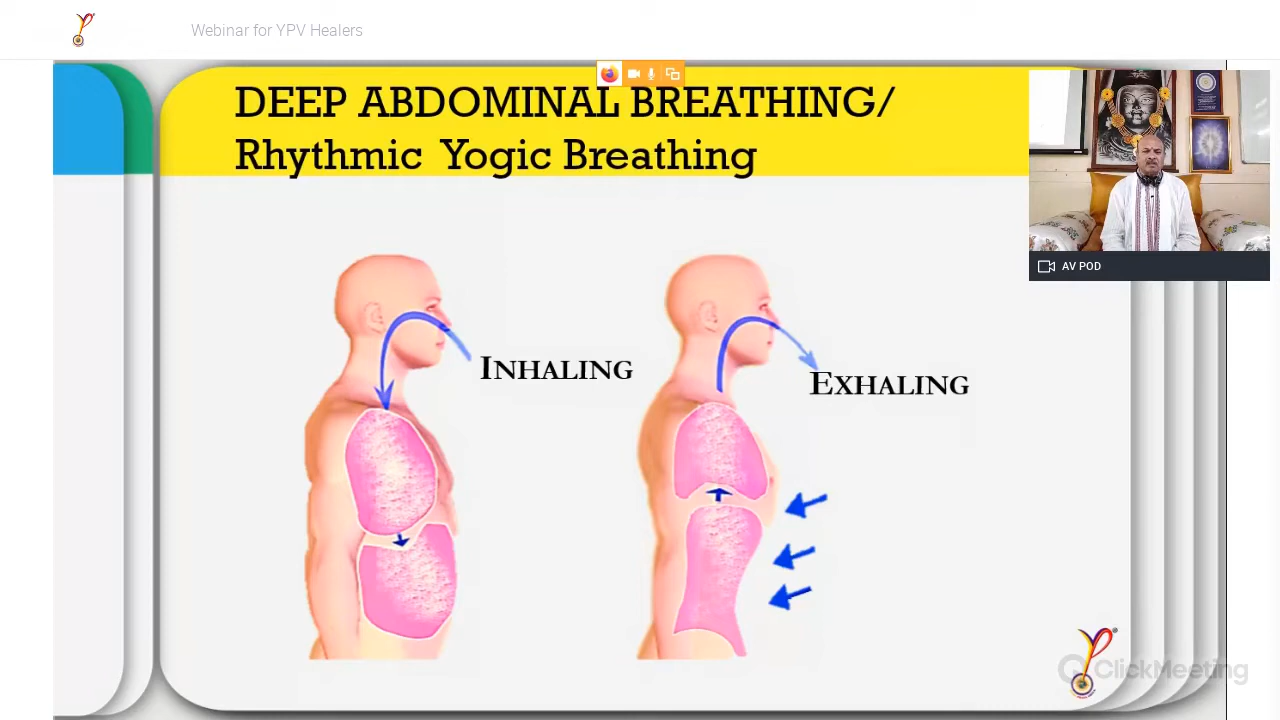 Webinar for YPV Healers
DEEP ABDOMINAL BREATHING/
Rhythmic Yogic Breathing
AV POD
INHALING
EXHALING
ClickMeeting